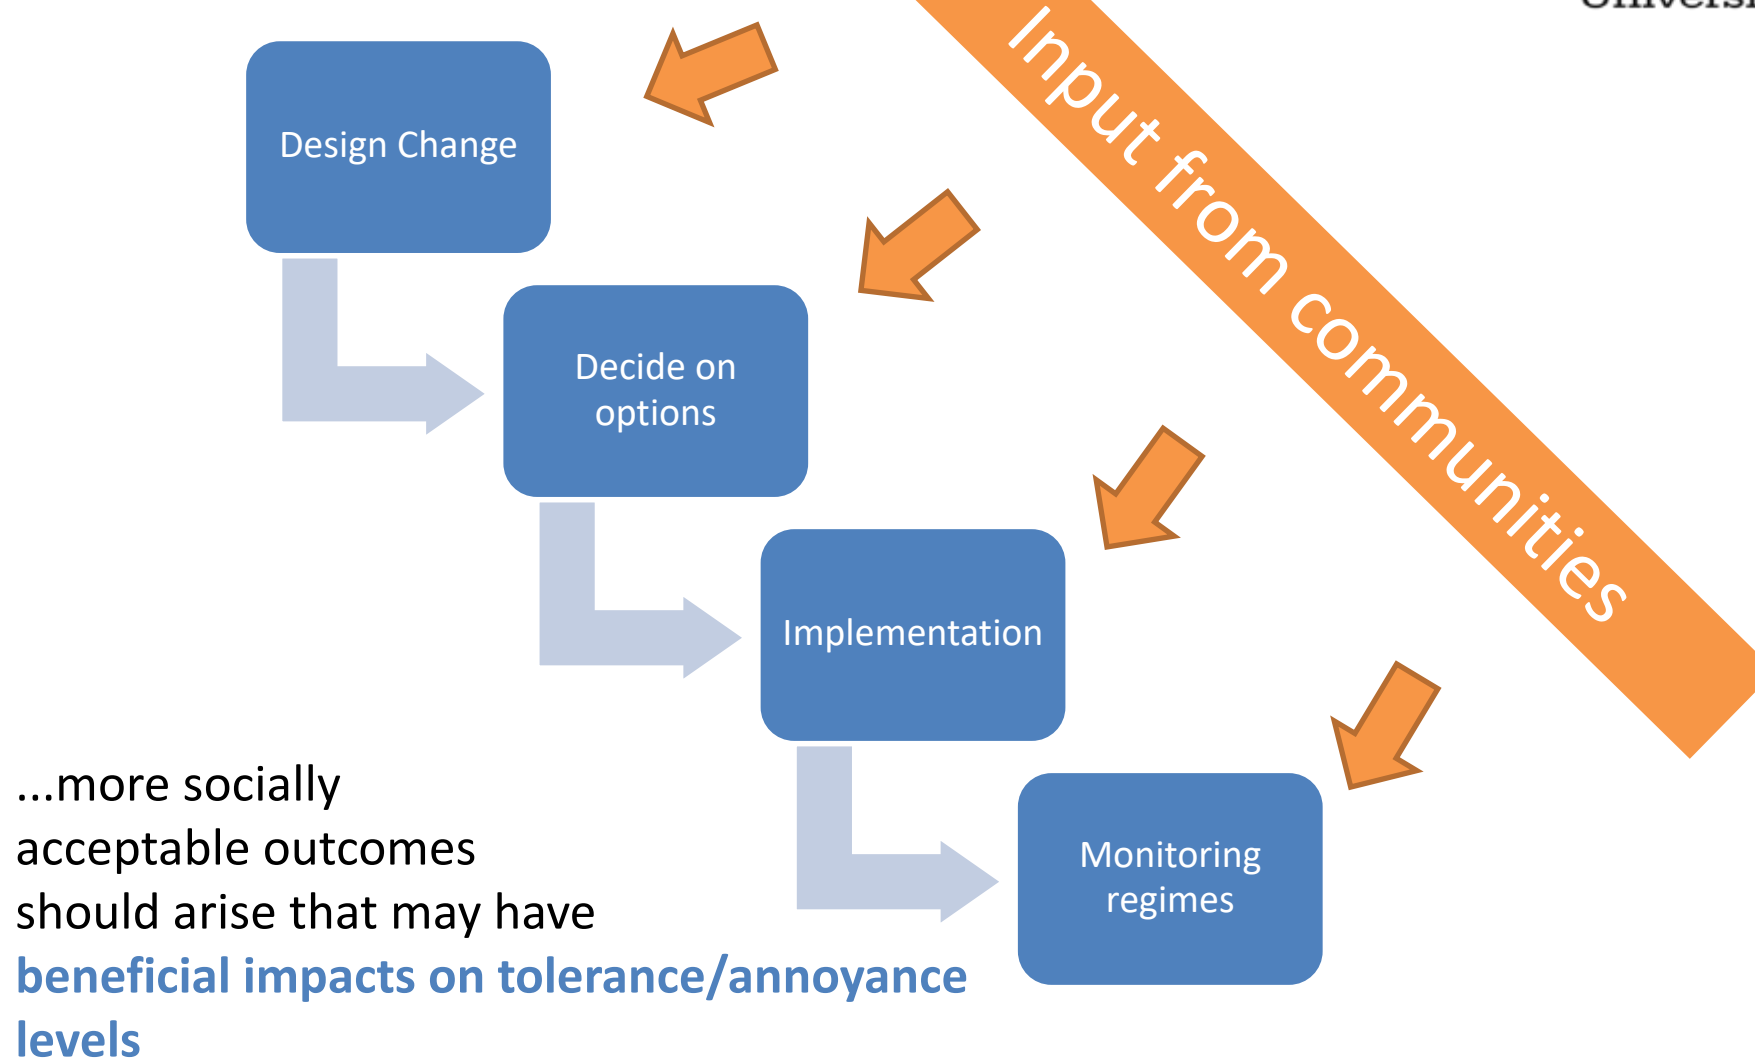 Input from communities
Design Change
Decide on
options
Implementation
Monitoring
regimes
...more socially
acceptable outcomes
should arise that may have
beneficial impacts on tolerance/annoyance
levels